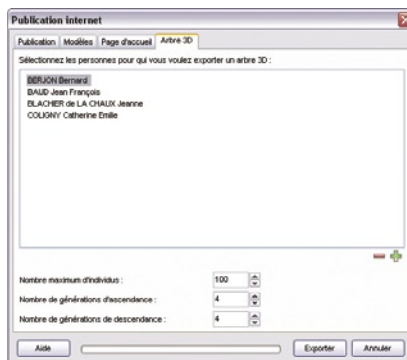 Publication internet
Publication Modèles Page d'accueil Arbre 3D
Sélectionnez les personnes pour qui vous voulez exporter un arbre 3D :
BERJON Bernard
BAUD Jean François
BLACHIER de LA CHAUX Jeanne
COLIGNY Catherine Emilie
Nombre maximum d'individus : 100
Nombre de générations d'ascendance : 4
Nombre de générations de descendance : 4
Aide Exporter Annuler